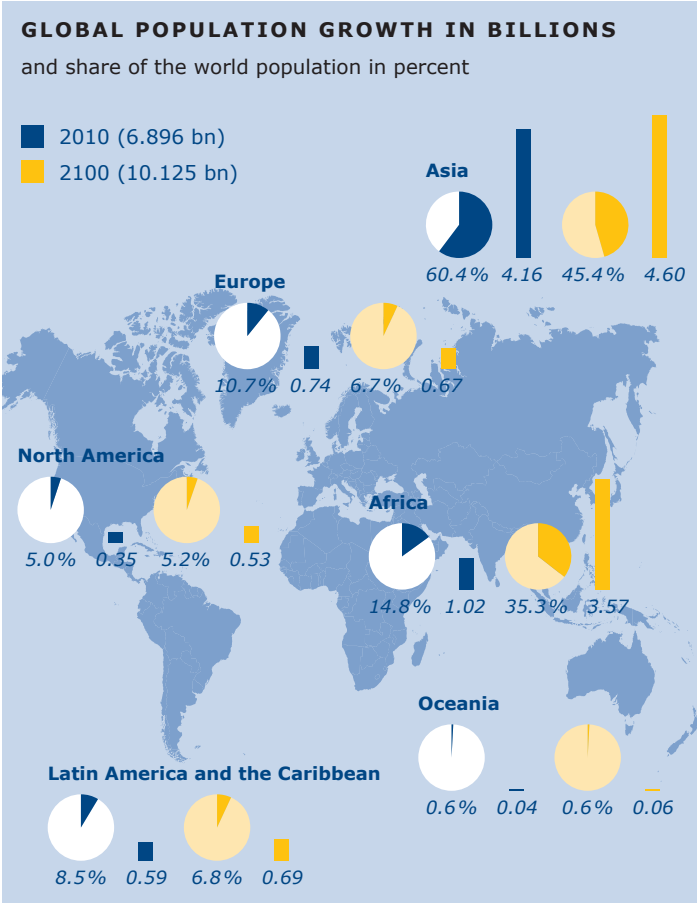 GLOBAL POPULATION GROWTH IN BILLIONS
and share of the world population in percent
2010 (6.896 bn)
2100 (10.125 bn)
Asia
60.4% 4.16 45.4% 4.60
Europe
10.7% 0.74 6.7% 0.67
North America
5.0% 0.35 5.2% 0.53
Africa
14.8% 1.02 35.3% 3.57
Oceania
0.6% 0.04 0.6% 0.06
Latin America and the Caribbean
8.5% 0.59 6.8% 0.69